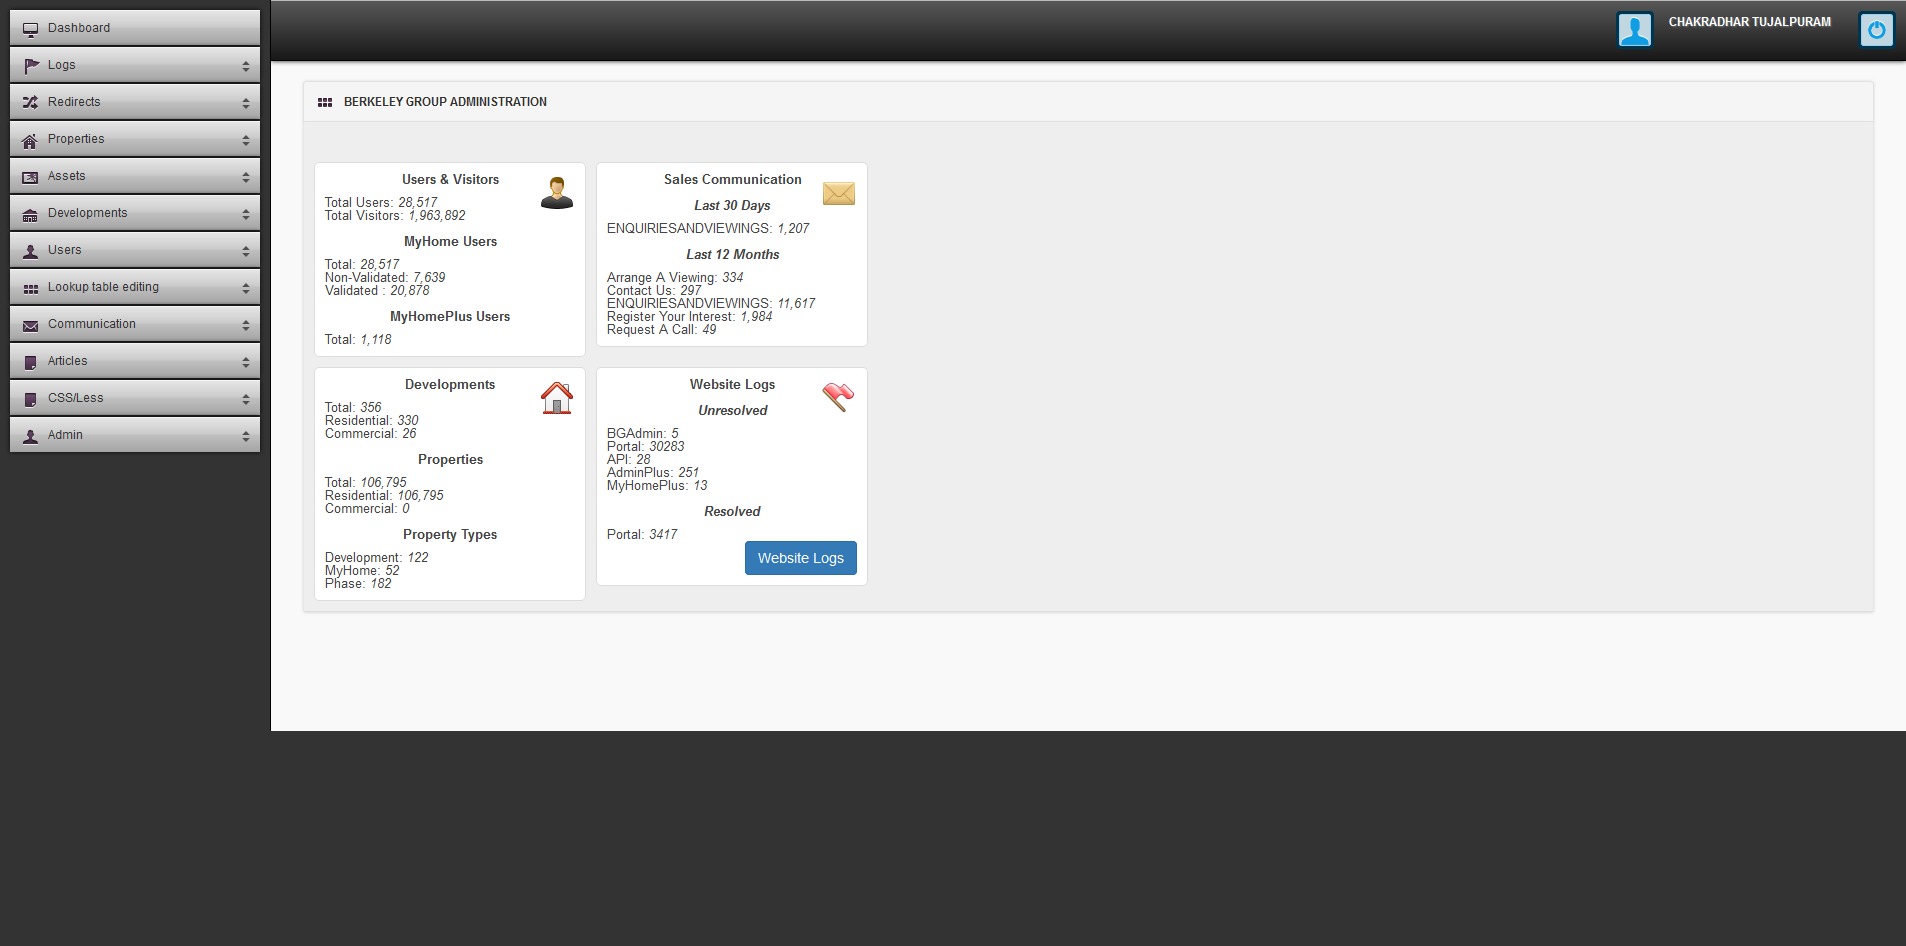 Dashboard
Logs
Redirects
Properties
Assets
Developments
Users
Lookup table editing
Communication
Articles
CSS/Less
Admin
CHAKRADHAR TUJALPURAM
BERKELEY GROUP ADMINISTRATION
Users & Visitors
Total Users: 28,517
Total Visitors: 1,963,892
MyHome Users
Total: 28,517
Non-Validated: 7,639
Validated : 20,878
MyHomePlus Users
Total: 1,118
Sales Communication
Last 30 Days
ENQUIRIESANDVIEWINGS: 1,207
Last 12 Months
Arrange A Viewing: 334
Contact Us: 297
ENQUIRIESANDVIEWINGS: 11,617
Register Your Interest: 1,984
Request A Call: 49
Developments
Total: 356
Residential: 330
Commercial: 26
Properties
Total: 106,795
Residential: 106,795
Commercial: 0
Property Types
Development: 122
MyHome: 52
Phase: 182
Website Logs
Unresolved
BGAdmin: 5
Portal: 30283
API: 28
AdminPlus: 251
MyHomePlus: 13
Resolved
Portal: 3417
Website Logs